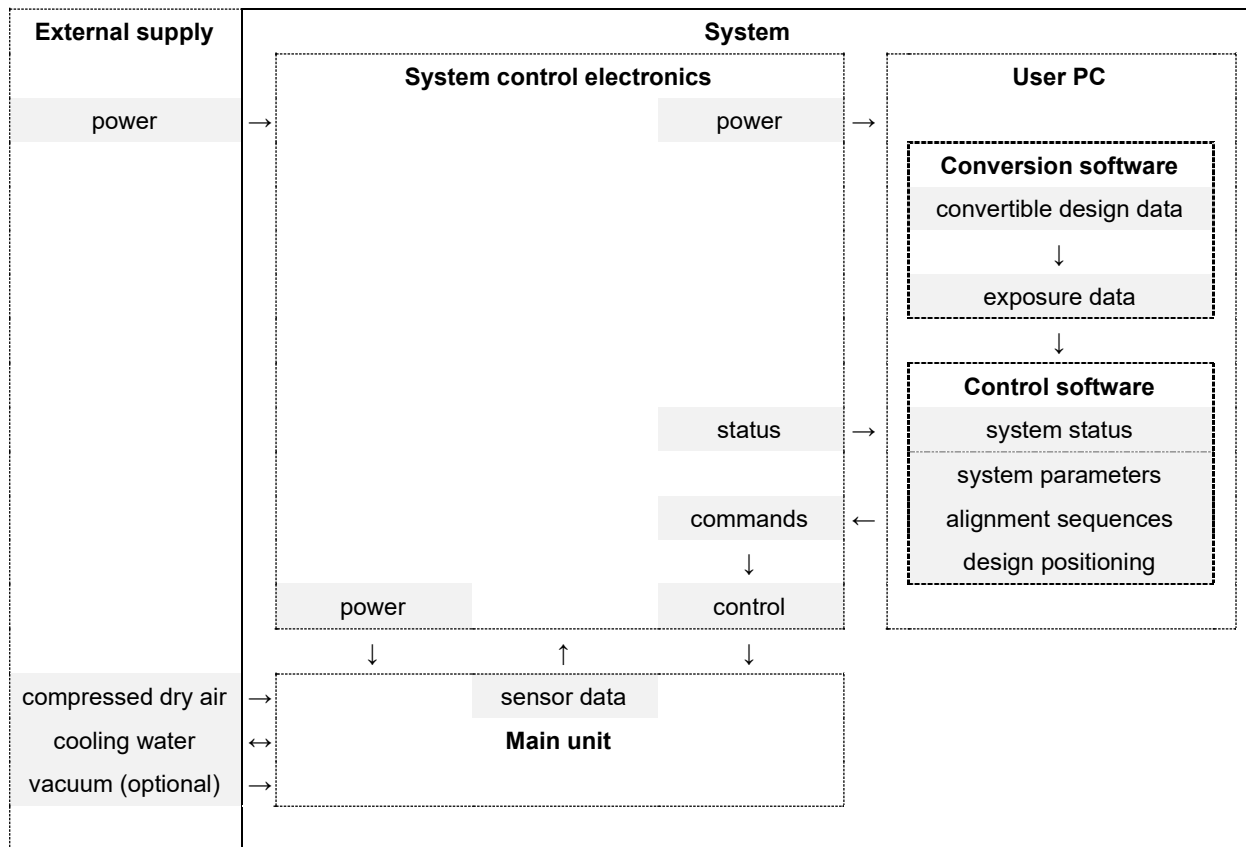 External supply
System
System control electronics
User PC
power
power
Conversion software
convertible design data
exposure data
Control software
status
system status
system parameters
commands
alignment sequences
design positioning
power
control
compressed dry air
sensor data
cooling water
Main unit
vacuum (optional)